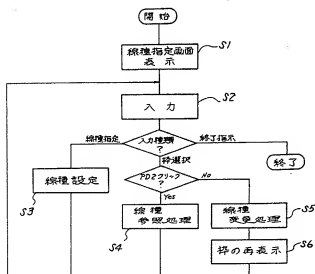 開始
線種指定画面
表示
S1
入力
S2
線種指定
入力種類
?
終了指示
枠選択
終了
線種設定
S3
PD2クリック
?
No
Yes
線種
参照処理
S4
線種
変更処理
S5
枠の再表示
S6